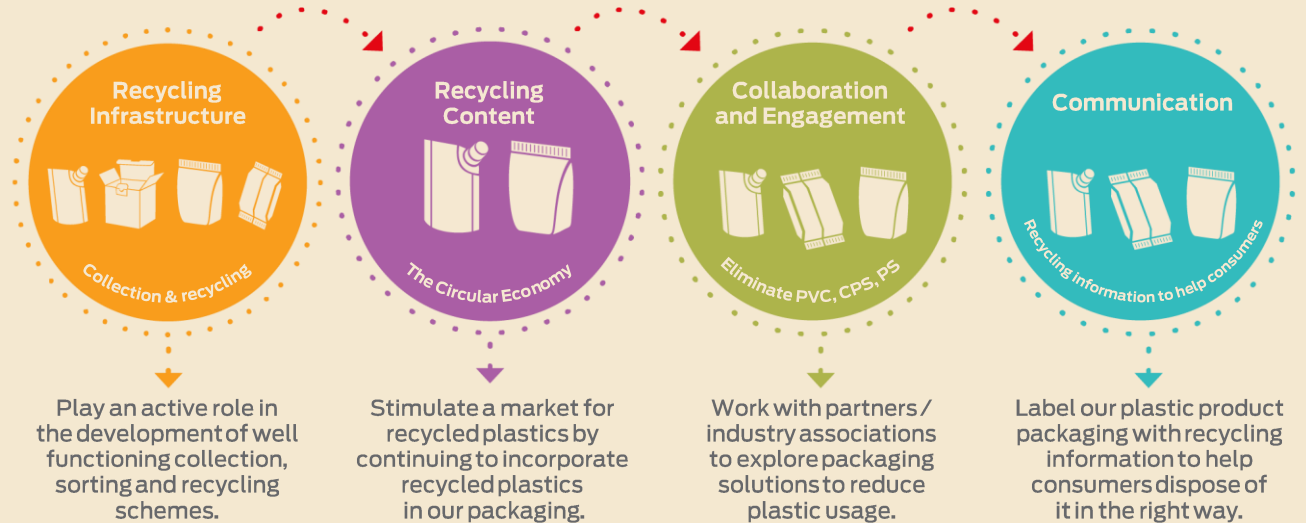 Recycling
Infrastructure
Collection & recycling
Play an active role in
the development of well
functioning collection,
sorting and recycling
schemes.
Recycling
Content
The Circular Economy
Stimulate a market for
recycled plastics by
continuing to incorporate
recycled plastics
in our packaging.
Collaboration
and Engagement
Eliminate PVC, CPS, PS
Work with partners /
industry associations
to explore packaging
solutions to reduce
plastic usage.
Communication
Recycling information to help consumers
Label our plastic product
packaging with recycling
information to help
consumers dispose of
it in the right way.